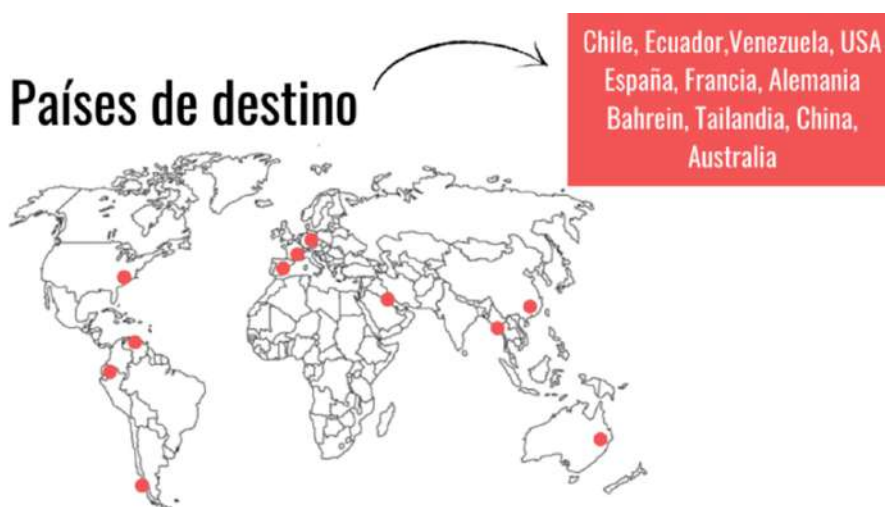 Países de destino
Chile, Ecuador,Venezuela, USA
España, Francia, Alemania
Bahrein, Tailandia, China,
Australia